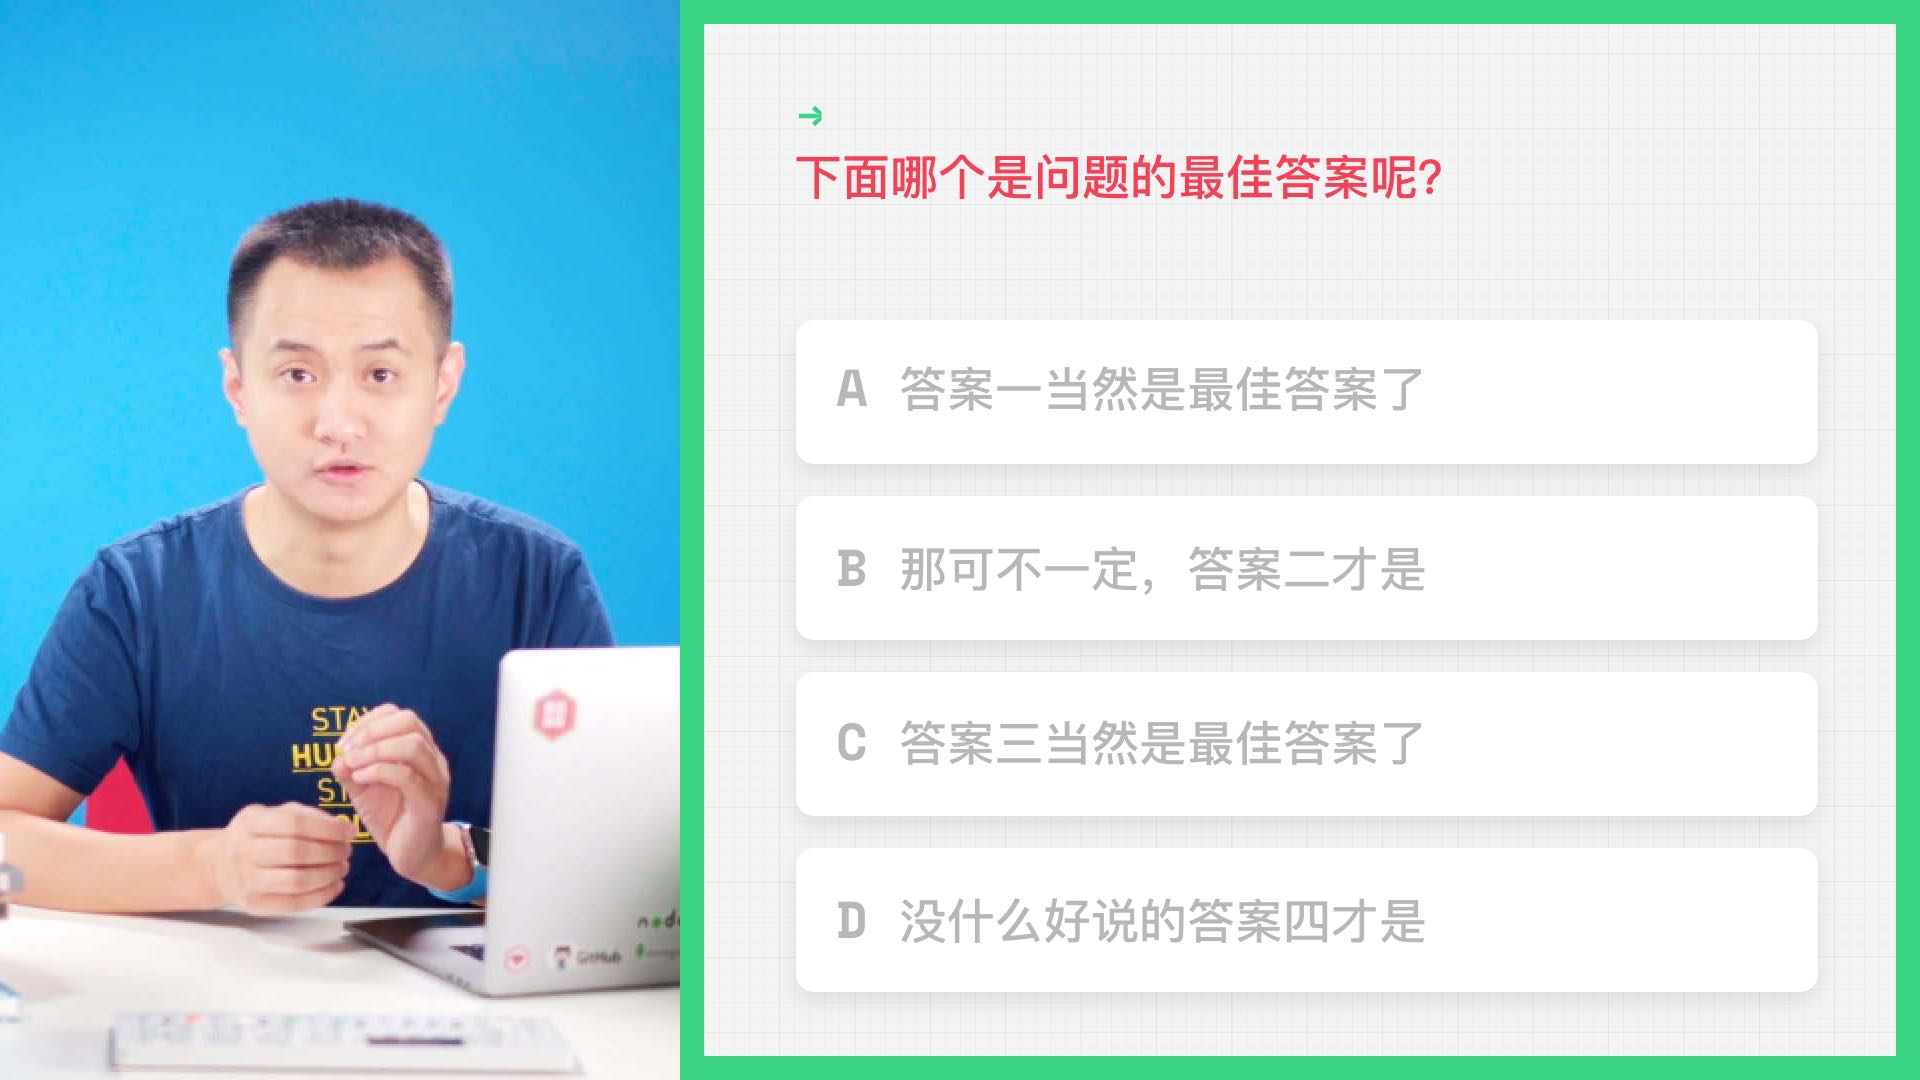 下面哪个是问题的最佳答案呢?
A 答案一当然是最佳答案了
B 那可不一定，答案二才是
C 答案三当然是最佳答案了
D 没什么好说的答案四才是
GitHub